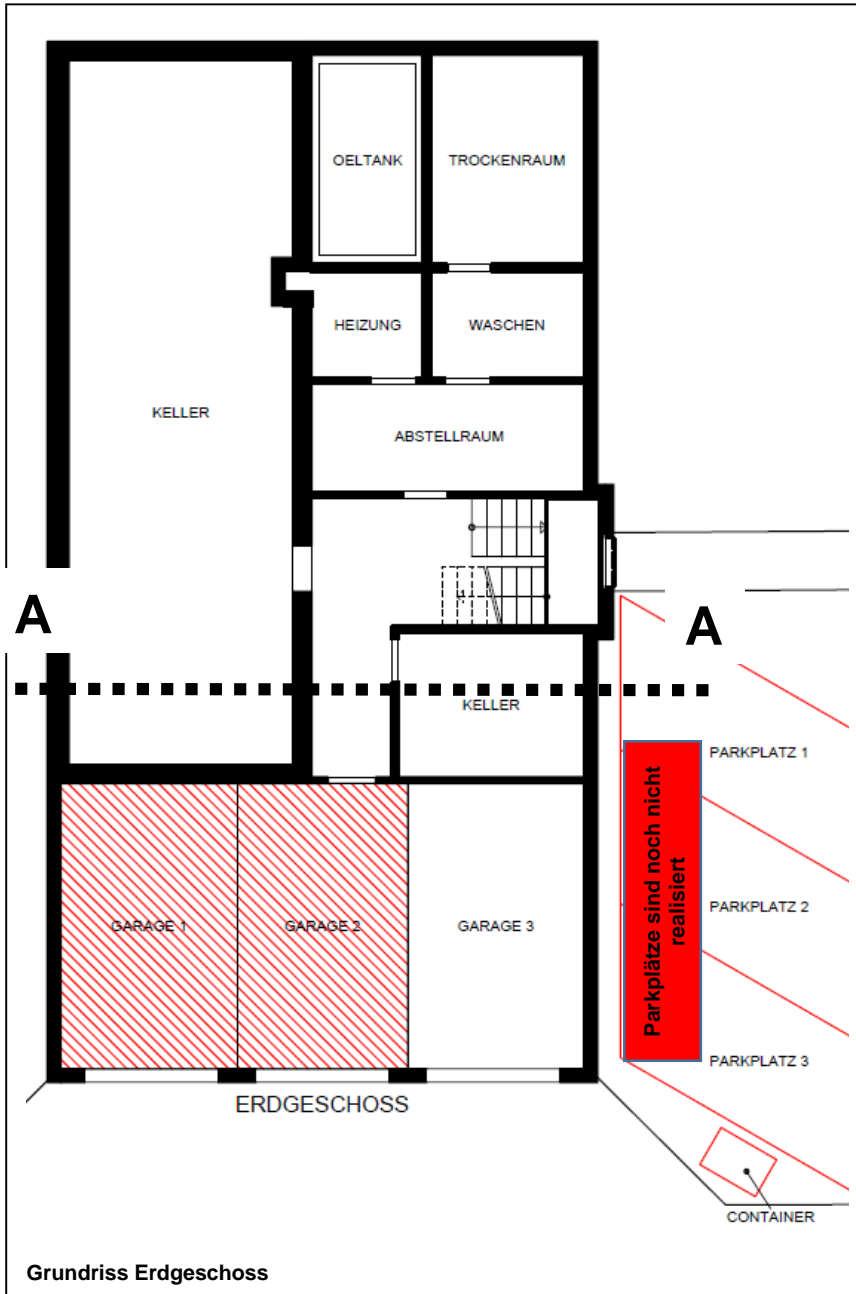 OELTANK
TROCKENRAUM
HEIZUNG
WASCHEN
KELLER
ABSTELLRAUM
A
A
KELLER
PARKPLATZ 1
Parkplätze sind noch nicht
realisiert
PARKPLATZ 2
GARAGE 1
GARAGE 2
GARAGE 3
PARKPLATZ 3
ERDGESCHOSS
CONTAINER
Grundriss Erdgeschoss